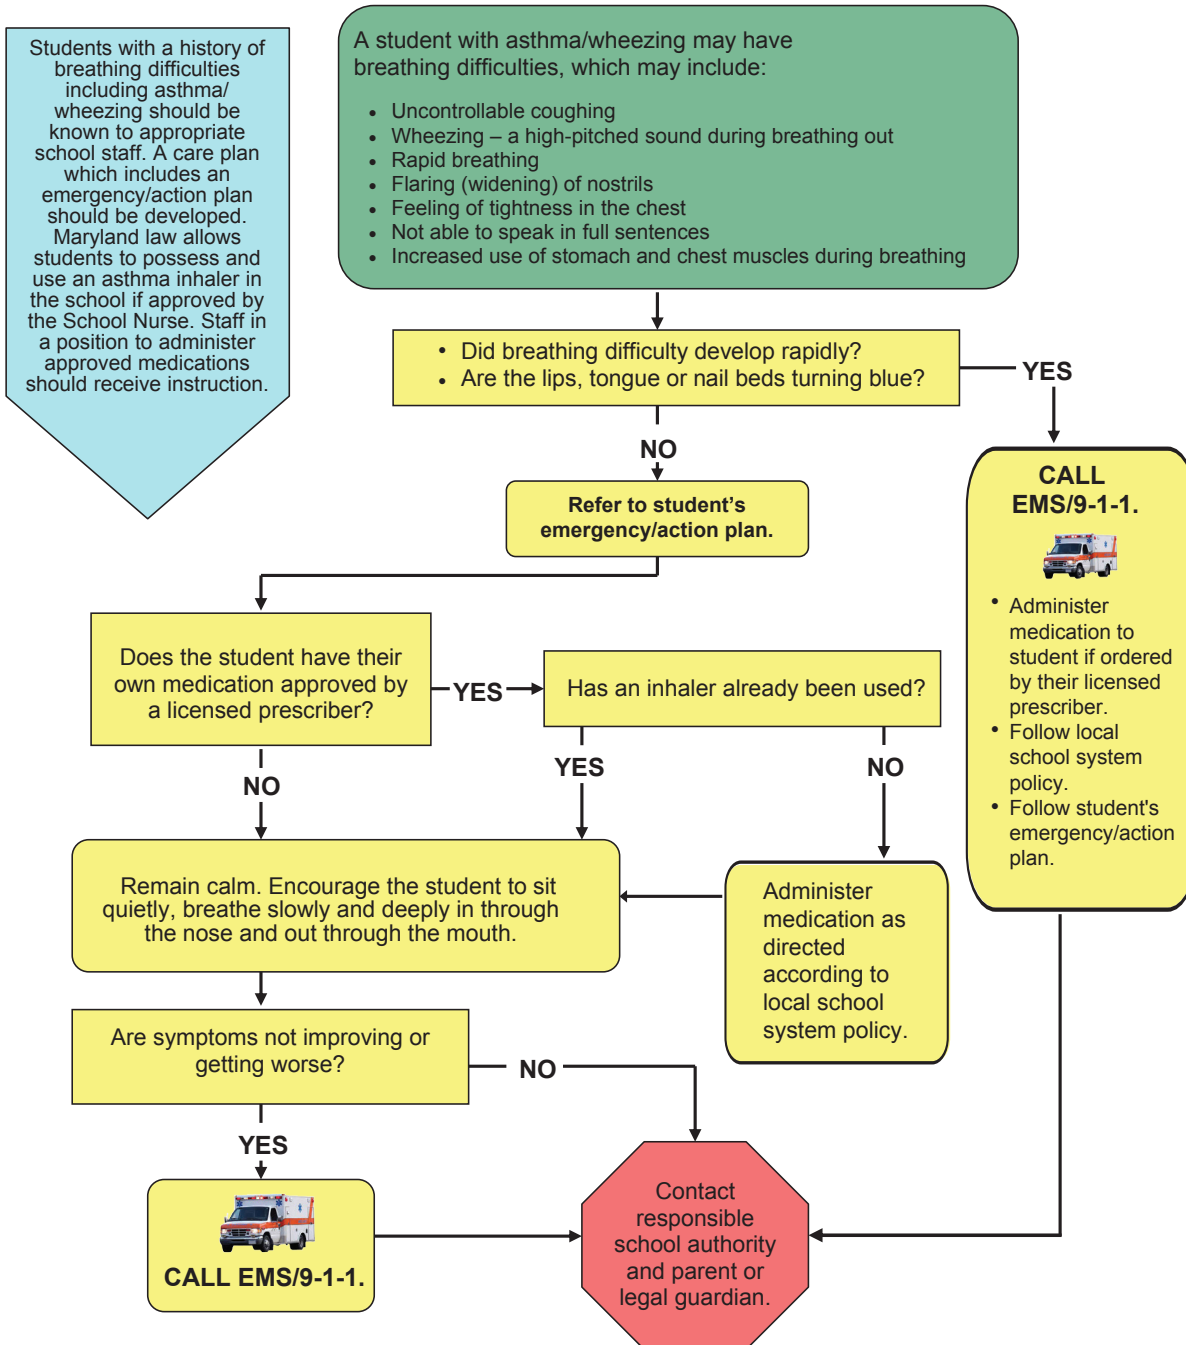 Students with a history of
breathing difficulties
including asthma/
wheezing should be
known to appropriate
school staff. A care plan
which includes an
emergency/action plan
should be developed.
Maryland law allows
students to possess and
use an asthma inhaler in
the school if approved by
the School Nurse. Staff in
a position to administer
approved medications
should receive instruction.
A student with asthma/wheezing may have
breathing difficulties, which may include:
• Uncontrollable coughing
• Wheezing – a high-pitched sound during breathing out
• Rapid breathing
• Flaring (widening) of nostrils
• Feeling of tightness in the chest
• Not able to speak in full sentences
• Increased use of stomach and chest muscles during breathing
• Did breathing difficulty develop rapidly?
• Are the lips, tongue or nail beds turning blue?
YES
NO
CALL
EMS/9-1-1.
• Administer
medication to
student if ordered
by their licensed
prescriber.
• Follow local
school system
policy.
• Follow student's
emergency/action
plan.
Refer to student’s
emergency/action plan.
Does the student have their
own medication approved by
a licensed prescriber?
YES
Has an inhaler already been used?
NO
YES
NO
Remain calm. Encourage the student to sit
quietly, breathe slowly and deeply in through
the nose and out through the mouth.
Administer
medication as
directed
according to
local school
system policy.
Are symptoms not improving or
getting worse?
NO
YES
CALL EMS/9-1-1.
Contact
responsible
school authority
and parent or
legal guardian.